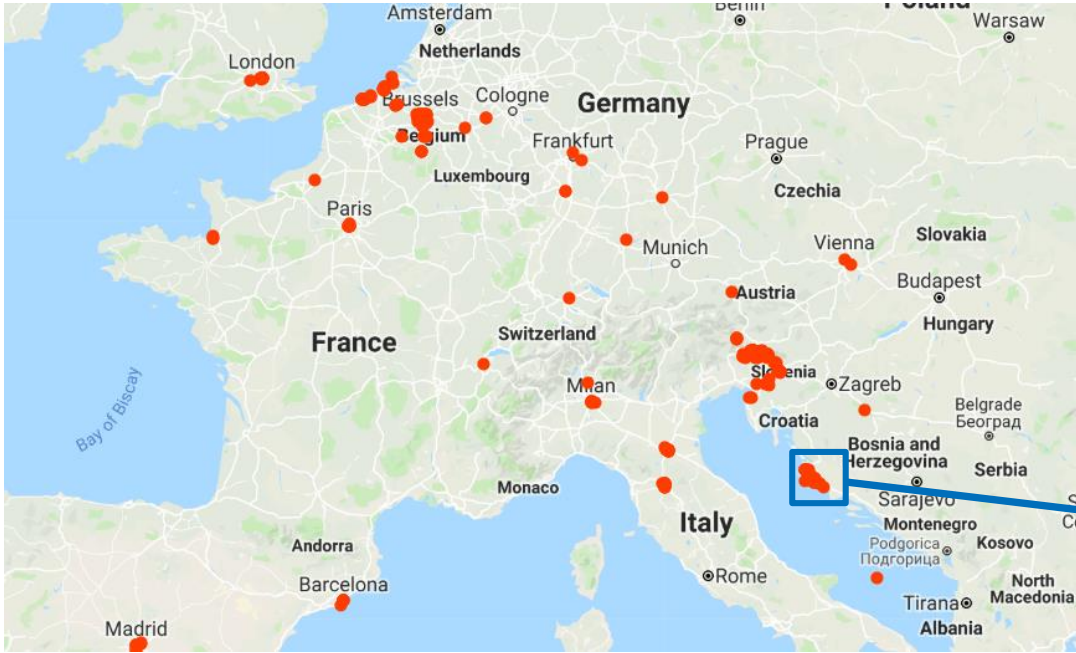 Amsterdam
Berlin
Poland
Warsaw
Netherlands
London
Brussels
Cologne
Germany
Belgium
Frankfurt
Prague
Luxembourg
Czechia
Paris
Munich
Vienna
Slovakia
Austria
Budapest
Hungary
France
Switzerland
Milan
Slovenia
Zagreb
Bay of Biscay
Croatia
Belgrade
Београд
Bosnia and
Herzegovina
Serbia
Monaco
Sarajevo
Italy
Montenegro
Andorra
Podgorica
Подгорица
Kosovo
Barcelona
Rome
North
Macedonia
Tirana
Madrid
Albania